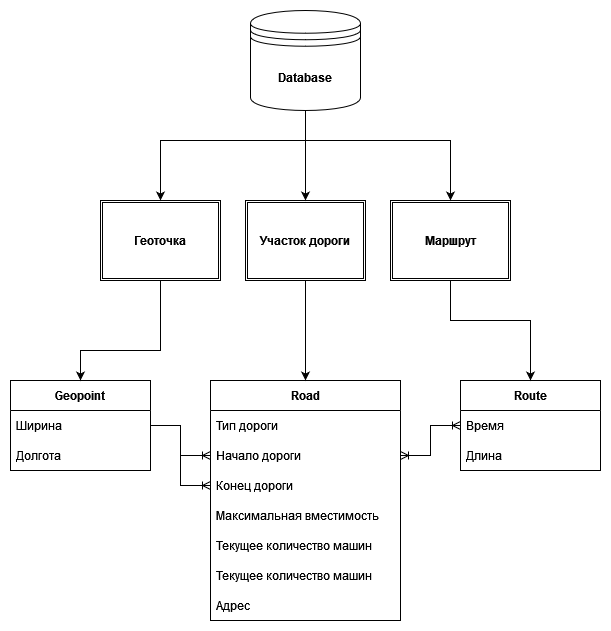 Database
Геоточка
Участок дороги
Маршрут
Geopoint
Ширина
Долгота
Road
Тип дороги
Начало дороги
Конец дороги
Максимальная вместимость
Текущее количество машин
Текущее количество машин
Адрес
Route
Время
Длина